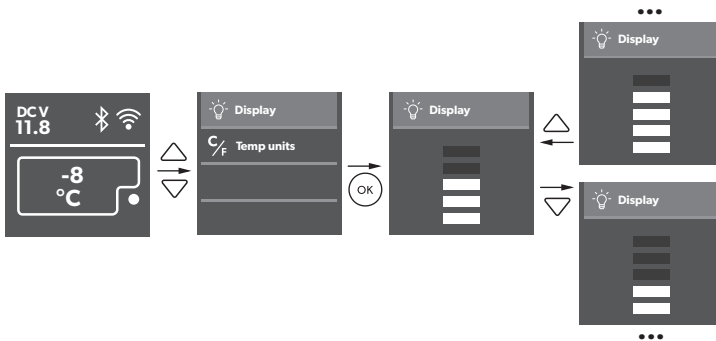 •••
Display
DC V
11.8
-8
°C
Display
C/F Temp units
OK
Display
Display
•••